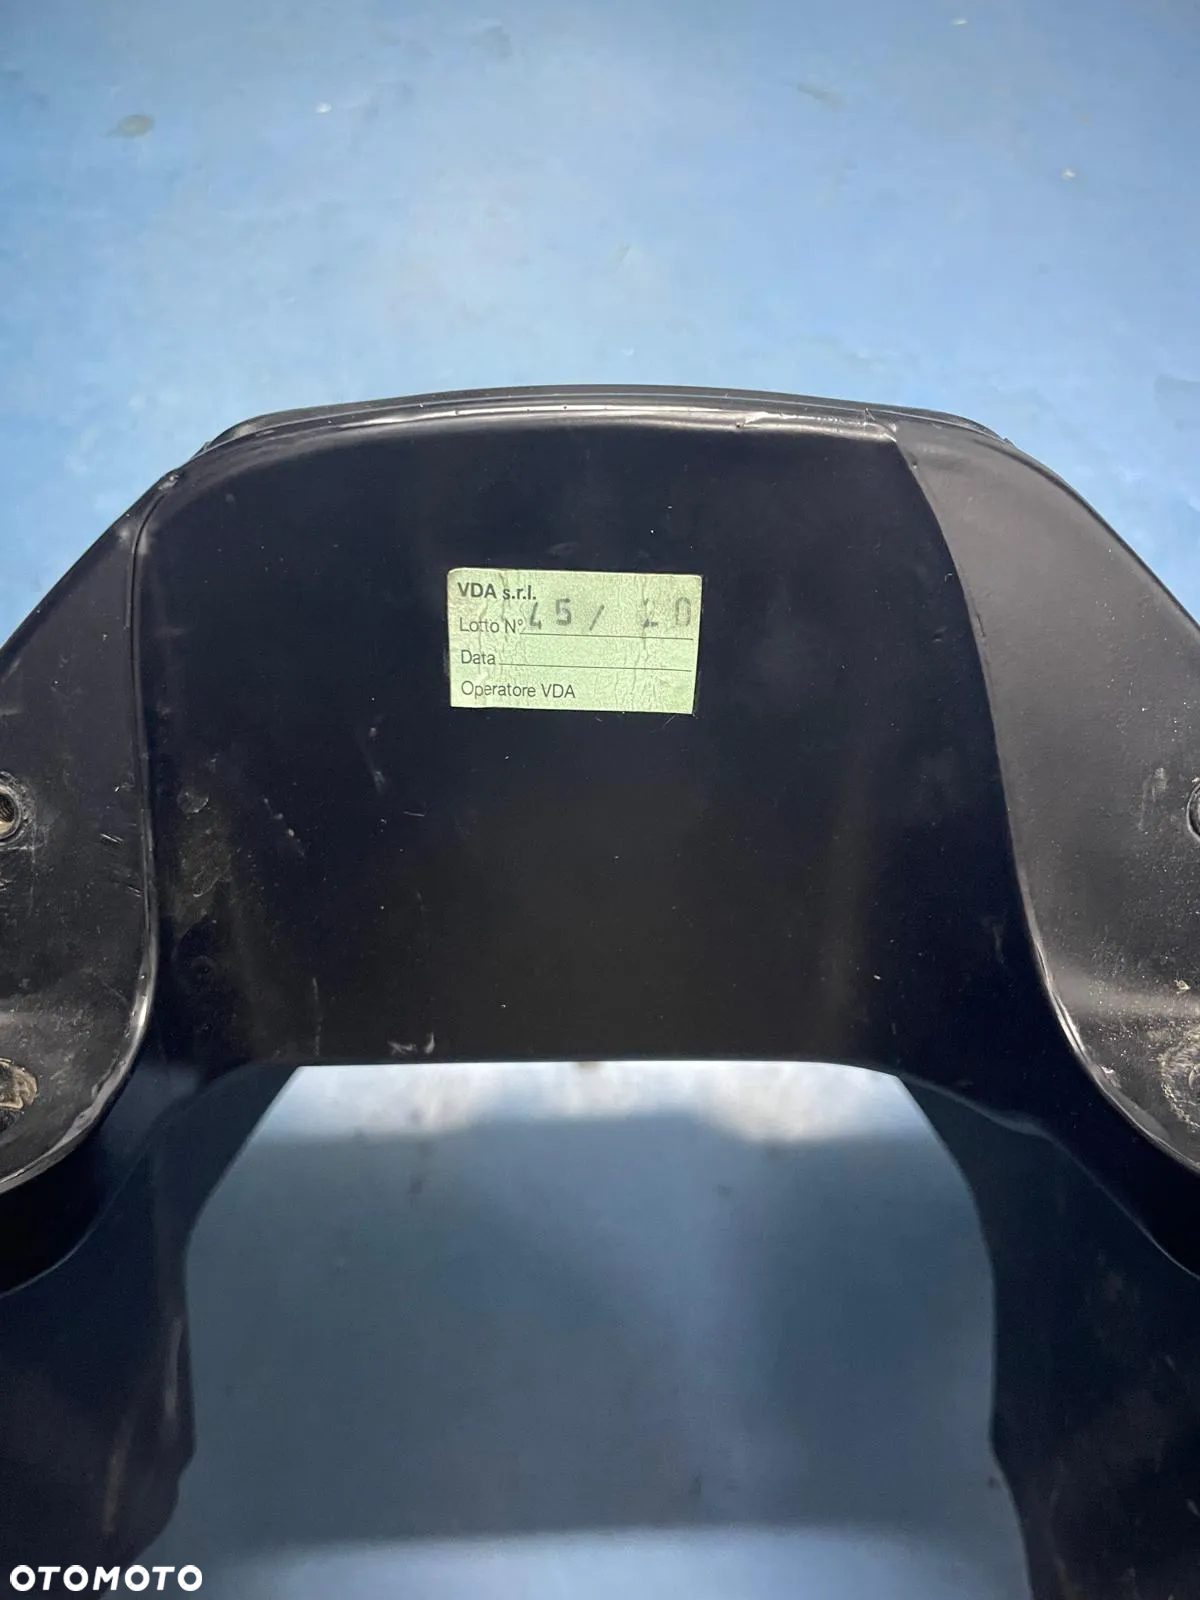 VDA s.r.l.
Lotto N° 45 / 20
Data
Operatore VDA
OTOMOTO